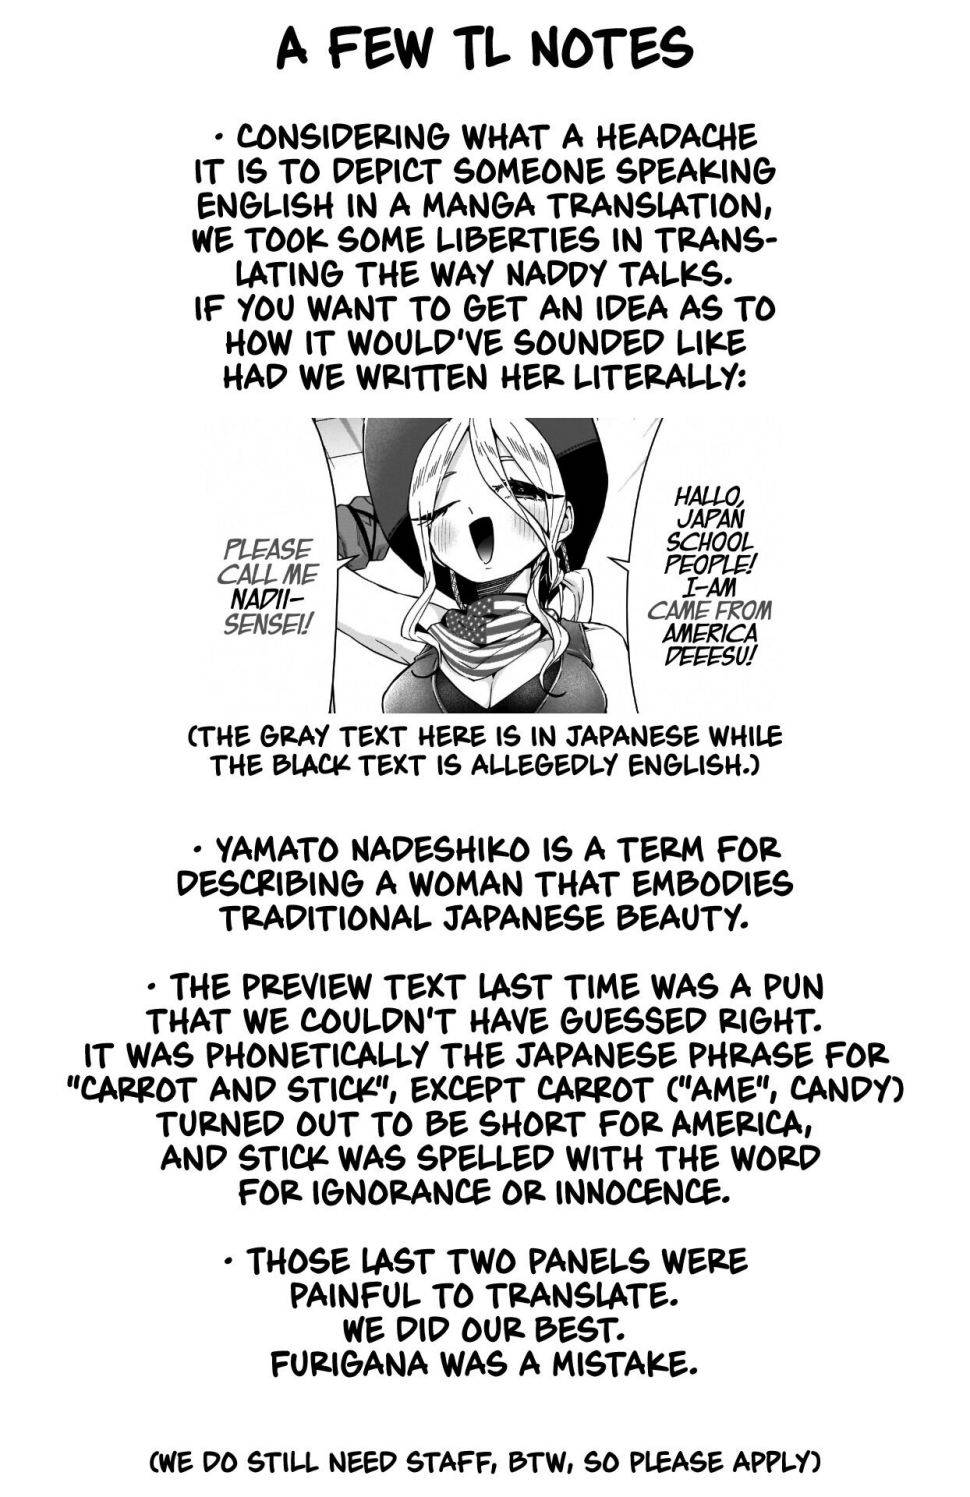 A FEW TL NOTES
· CONSIDERING WHAT A HEADACHE
IT IS TO DEPICT SOMEONE SPEAKING
ENGLISH IN A MANGA TRANSLATION,
WE TOOK SOME LIBERTIES IN TRANS-
LATING THE WAY NADDY TALKS.
IF YOU WANT TO GET AN IDEA AS TO
HOW IT WOULD'VE SOUNDED LIKE
HAD WE WRITTEN HER LITERALLY:
HALLO,
JAPAN
SCHOOL
PEOPLE!
I-AM
CAME FROM
AMERICA
DEEESU!
PLEASE
CALL ME
NADII-
SENSEI!
(THE GRAY TEXT HERE IS IN JAPANESE WHILE
THE BLACK TEXT IS ALLEGEDLY ENGLISH.)
· YAMATO NADESHIKO IS A TERM FOR
DESCRIBING A WOMAN THAT EMBODIES
TRADITIONAL JAPANESE BEAUTY.
· THE PREVIEW TEXT LAST TIME WAS A PUN
THAT WE COULDN'T HAVE GUESSED RIGHT.
IT WAS PHONETICALLY THE JAPANESE PHRASE FOR
"CARROT AND STICK", EXCEPT CARROT ("AME", CANDY)
TURNED OUT TO BE SHORT FOR AMERICA,
AND STICK WAS SPELLED WITH THE WORD
FOR IGNORANCE OR INNOCENCE.
· THOSE LAST TWO PANELS WERE
PAINFUL TO TRANSLATE.
WE DID OUR BEST.
FURIGANA WAS A MISTAKE.
(WE DO STILL NEED STAFF, BTW, SO PLEASE APPLY)